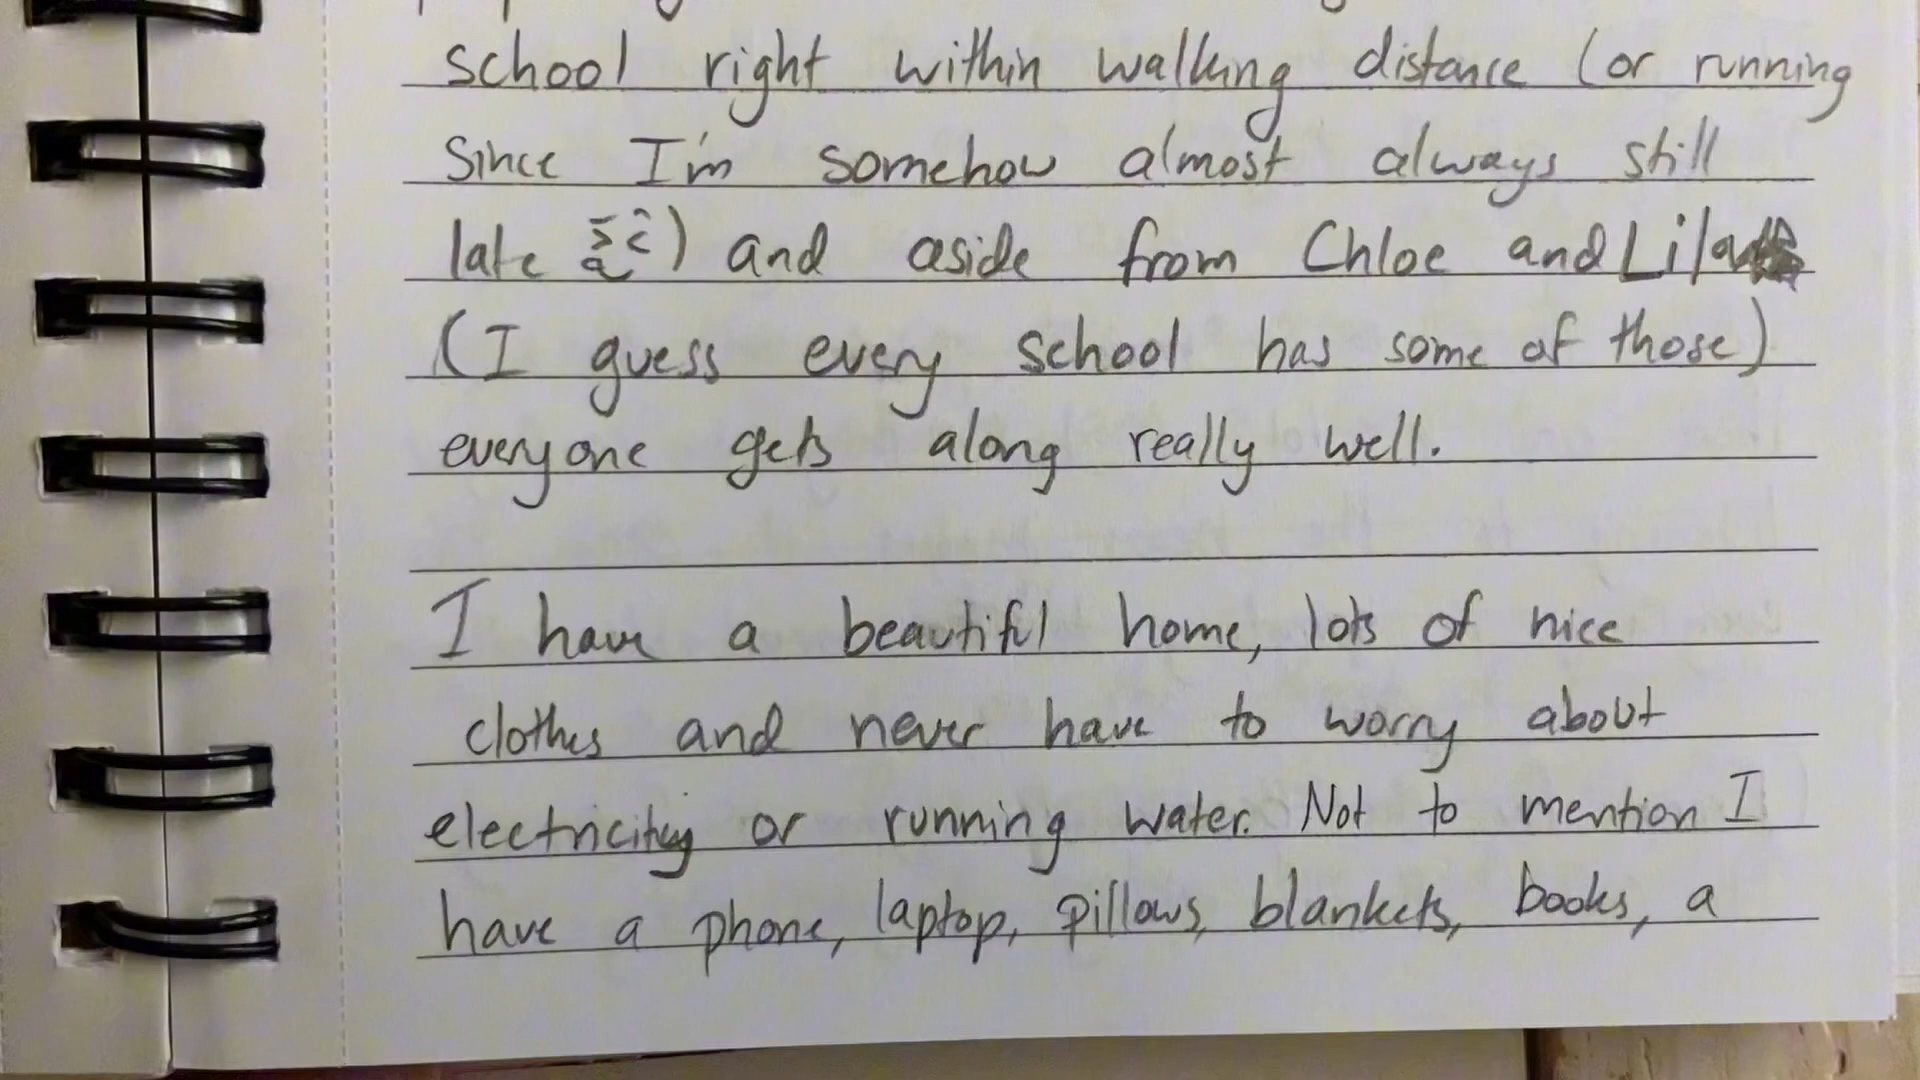 school right within walking distance (or running
since I'm somehow almost always still
late ) and aside from Chloe and Lila
(I guess every school has some of those)
everyone gets along really well.
I have a beautiful home, lots of nice
clothes and never have to worry about
electricity or running water. Not to mention I
have a phone, laptop, pillows, blankets, books, a